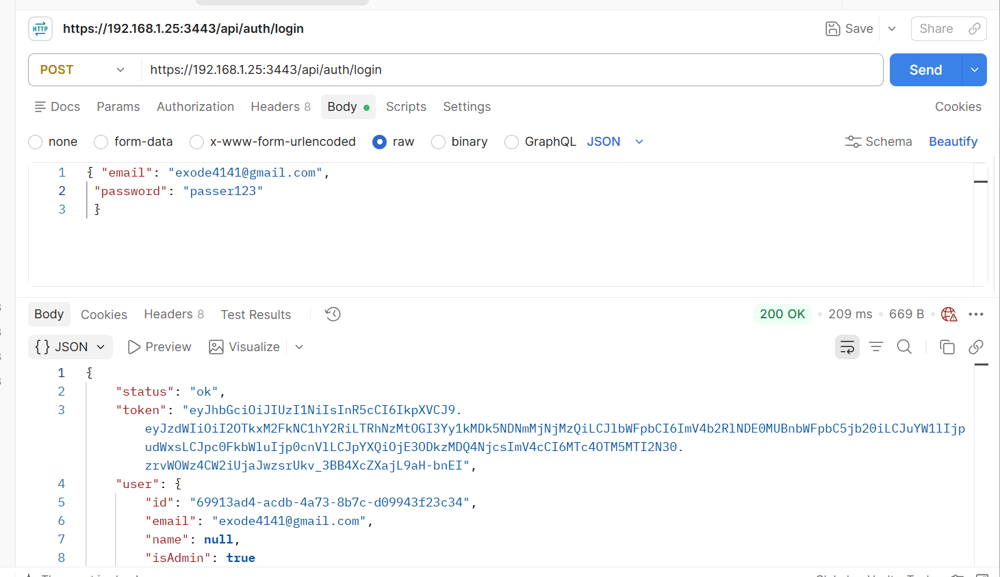 HTTP https://192.168.1.25:3443/api/auth/login Save Share
POST https://192.168.1.25:3443/api/auth/login Send
Docs Params Authorization Headers 8 Body Scripts Settings Cookies
none form-data x-www-form-urlencoded raw binary GraphQL JSON Schema Beautify
1 { "email": "exode4141@gmail.com",
2 "password": "passer123"
3 }
Body Cookies Headers 8 Test Results 200 OK • 209 ms • 669 B •
{} JSON Preview Visualize
1 {
2 "status": "ok",
3 "token": "eyJhbGciOiJIUzI1NiIsInR5cCI6IkpXVCJ9.
eyJzdWIiOiI2OTkxM2FkNC1hY2RiLTRhNzMtOGI3Yy1kMDk5NDNmMjNjMzQiLCJlbWFpbCI6ImV4b2RlNDE0MUBnbWFpbC5jb20iLCJuYW1lIjp
udWxsLCJpc0FkbWluIjp0cnVlLCJpYXQiOjE3ODkzMDQ4NjcsImV4cCI6MTc4OTM5MTI2N30.
zrvWOWz4CW2iUjaJwzsrUkv_3BB4XcZXajL9aH-bnEI",
4 "user": {
5 "id": "69913ad4-acdb-4a73-8b7c-d09943f23c34",
6 "email": "exode4141@gmail.com",
7 "name": null,
8 "isAdmin": true